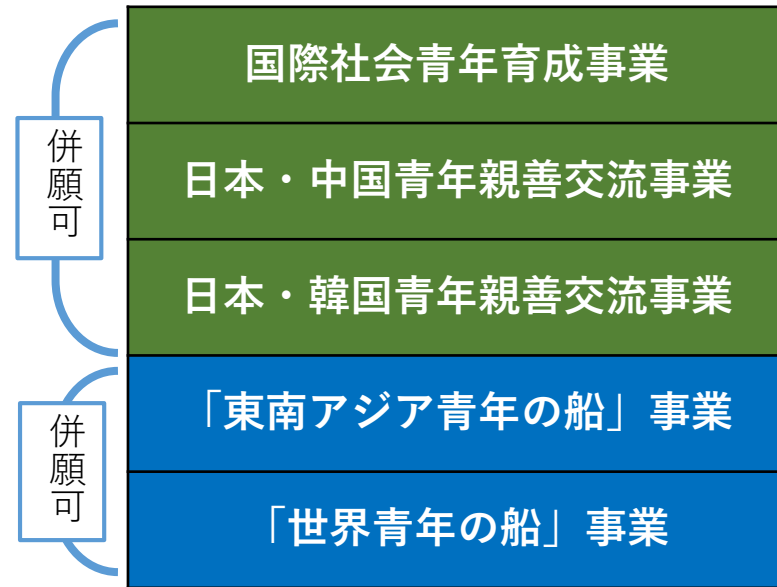 併願可
国際社会青年育成事業
日本・中国青年親善交流事業
日本・韓国青年親善交流事業
併願可
「東南アジア青年の船」事業
「世界青年の船」事業